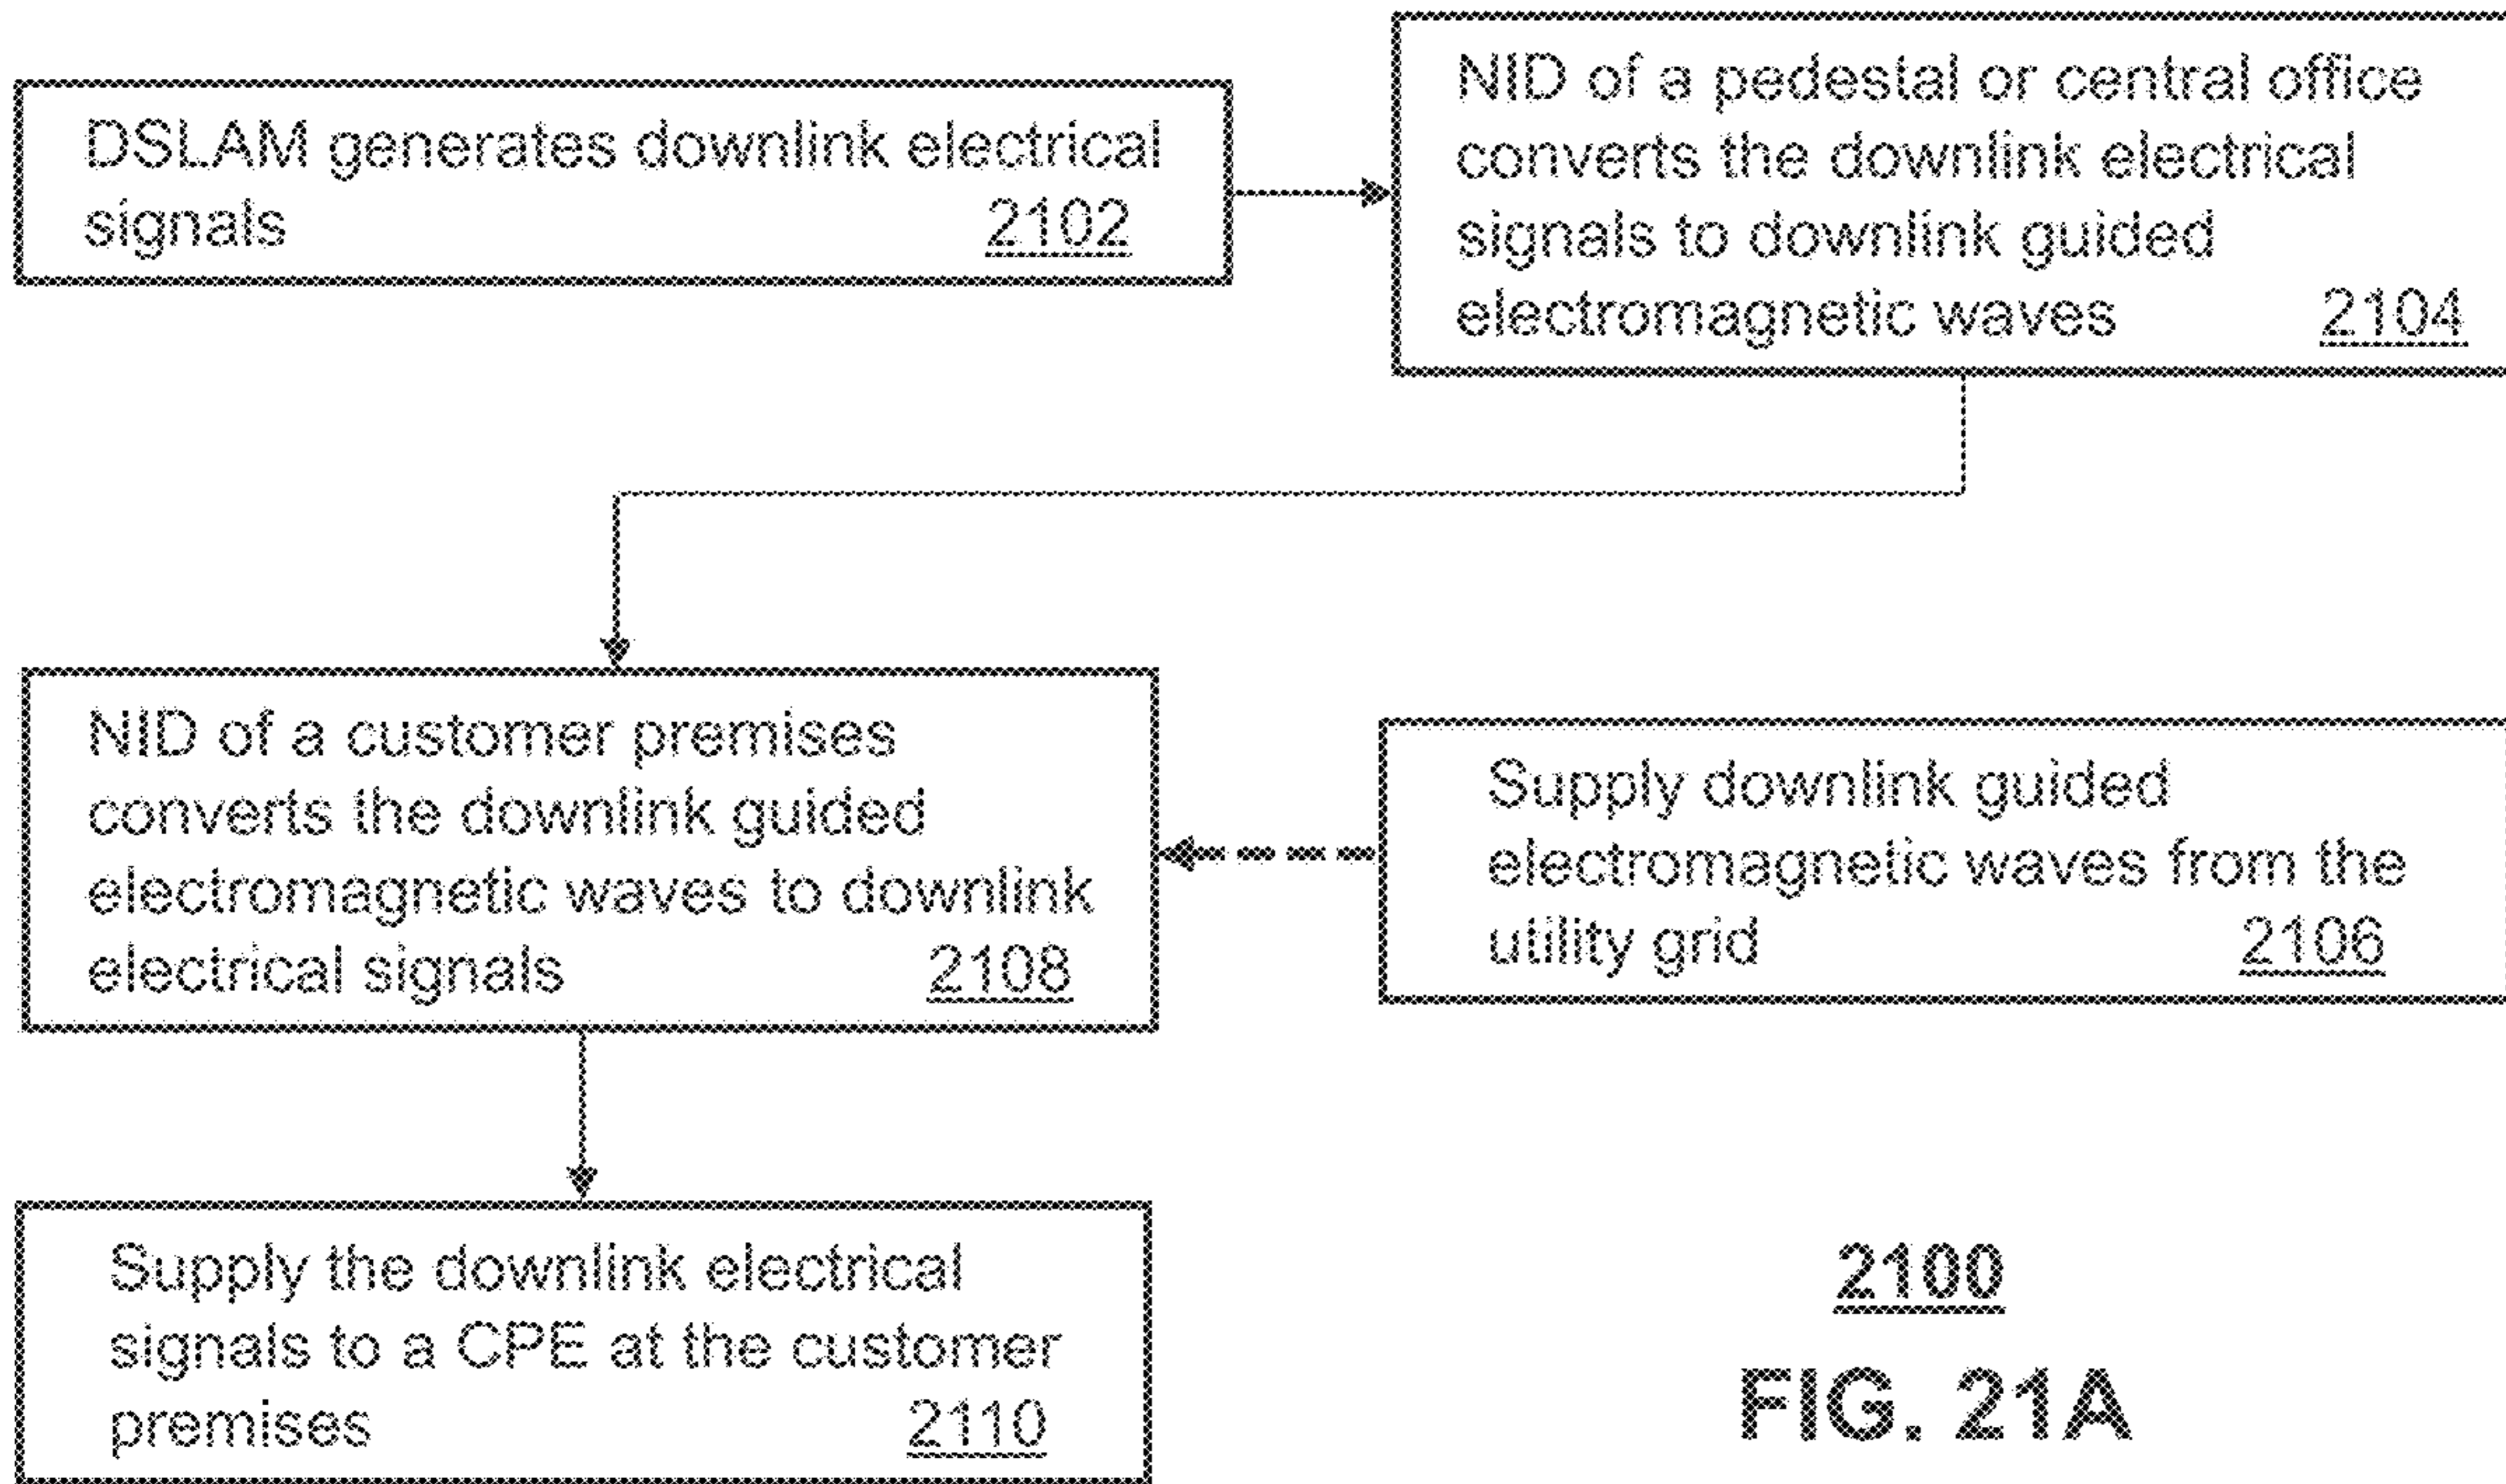 DSLAM generates downlink electrical
signals 2102
NID of a pedestal or central office
converts the downlink electrical
signals to downlink guided
electromagnetic waves 2104
NID of a customer premises
converts the downlink guided
electromagnetic waves to downlink
electrical signals 2108
Supply downlink guided
electromagnetic waves from the
utility grid 2106
Supply the downlink electrical
signals to a CPE at the customer
premises 2110
2100
FIG. 21A